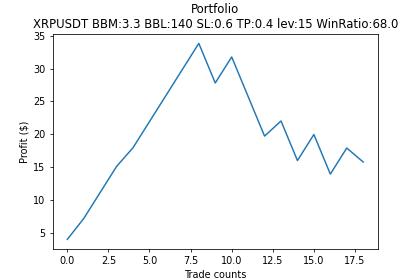 Portfolio
XRPUSDT BBM:3.3 BBL:140 SL:0.6 TP:0.4 lev:15 WinRatio:68.0
35
30
25
20
15
10
5
Profit ($)
0.0 2.5 5.0 7.5 10.0 12.5 15.0 17.5
Trade counts